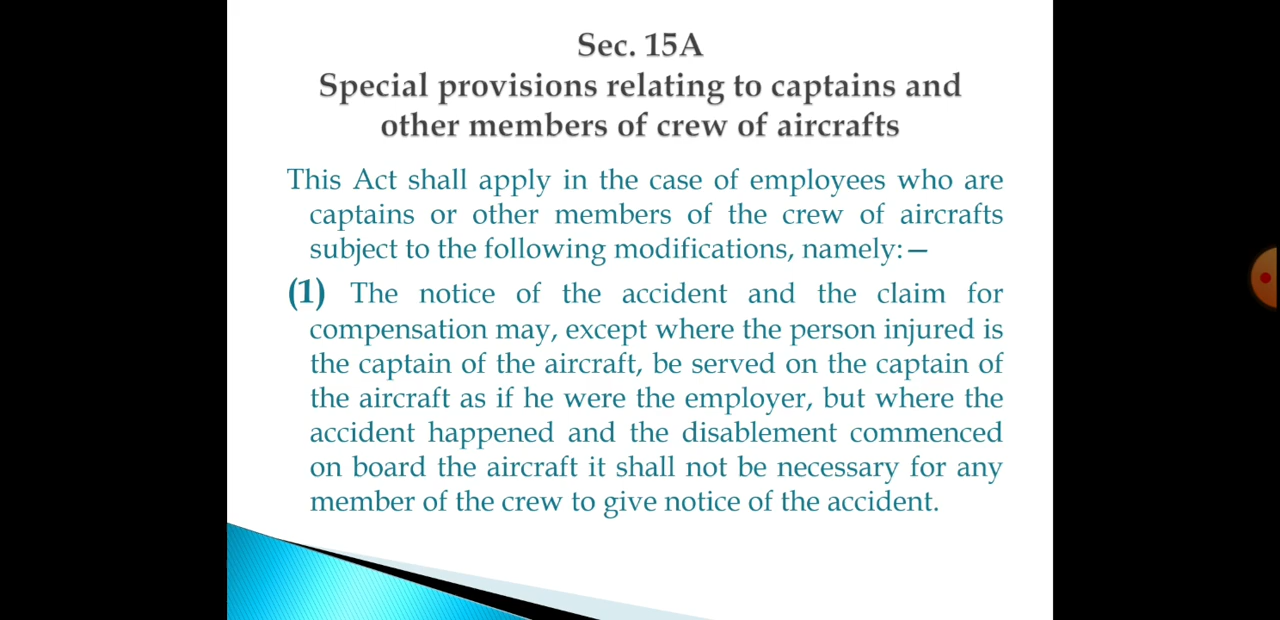 Sec. 15A
Special provisions relating to captains and
other members of crew of aircrafts
This Act shall apply in the case of employees who are
captains or other members of the crew of aircrafts
subject to the following modifications, namely:—
(1) The notice of the accident and the claim for
compensation may, except where the person injured is
the captain of the aircraft, be served on the captain of
the aircraft as if he were the employer, but where the
accident happened and the disablement commenced
on board the aircraft it shall not be necessary for any
member of the crew to give notice of the accident.